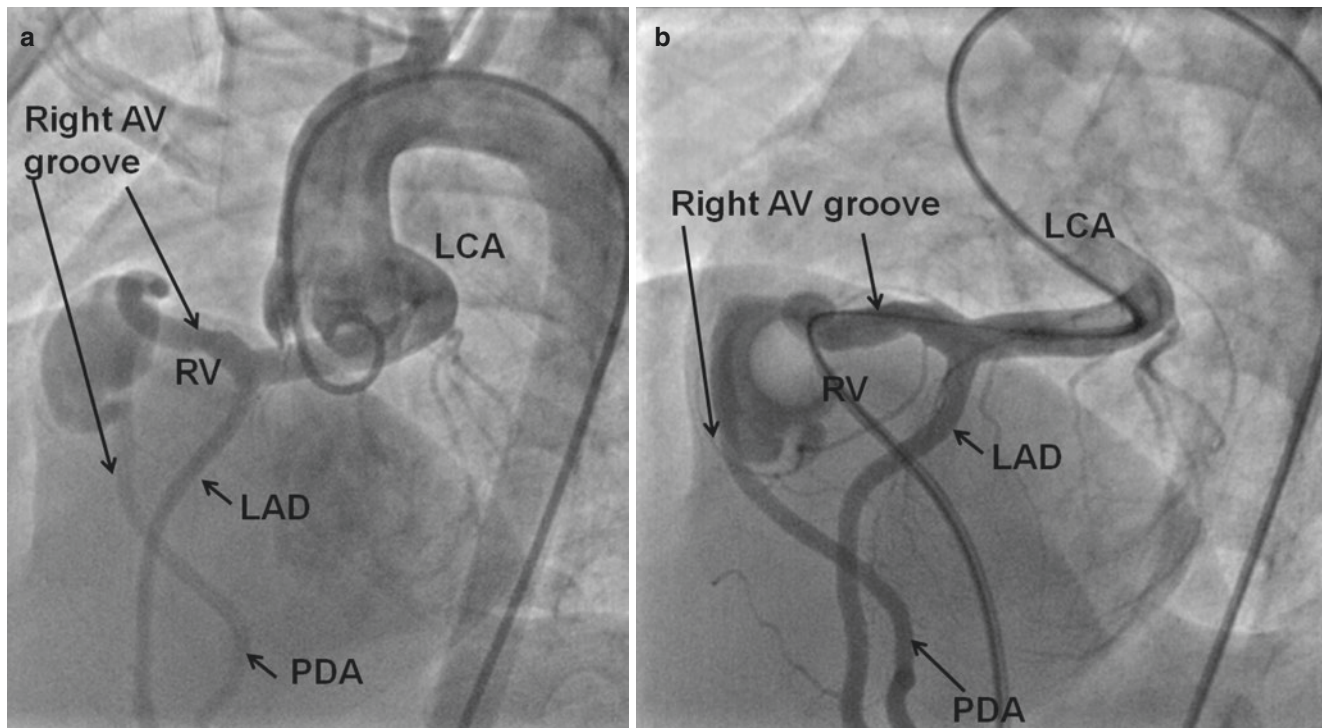 a
Right AV
groove
LCA
RV
LAD
PDA
b
Right AV groove
LCA
RV
LAD
PDA